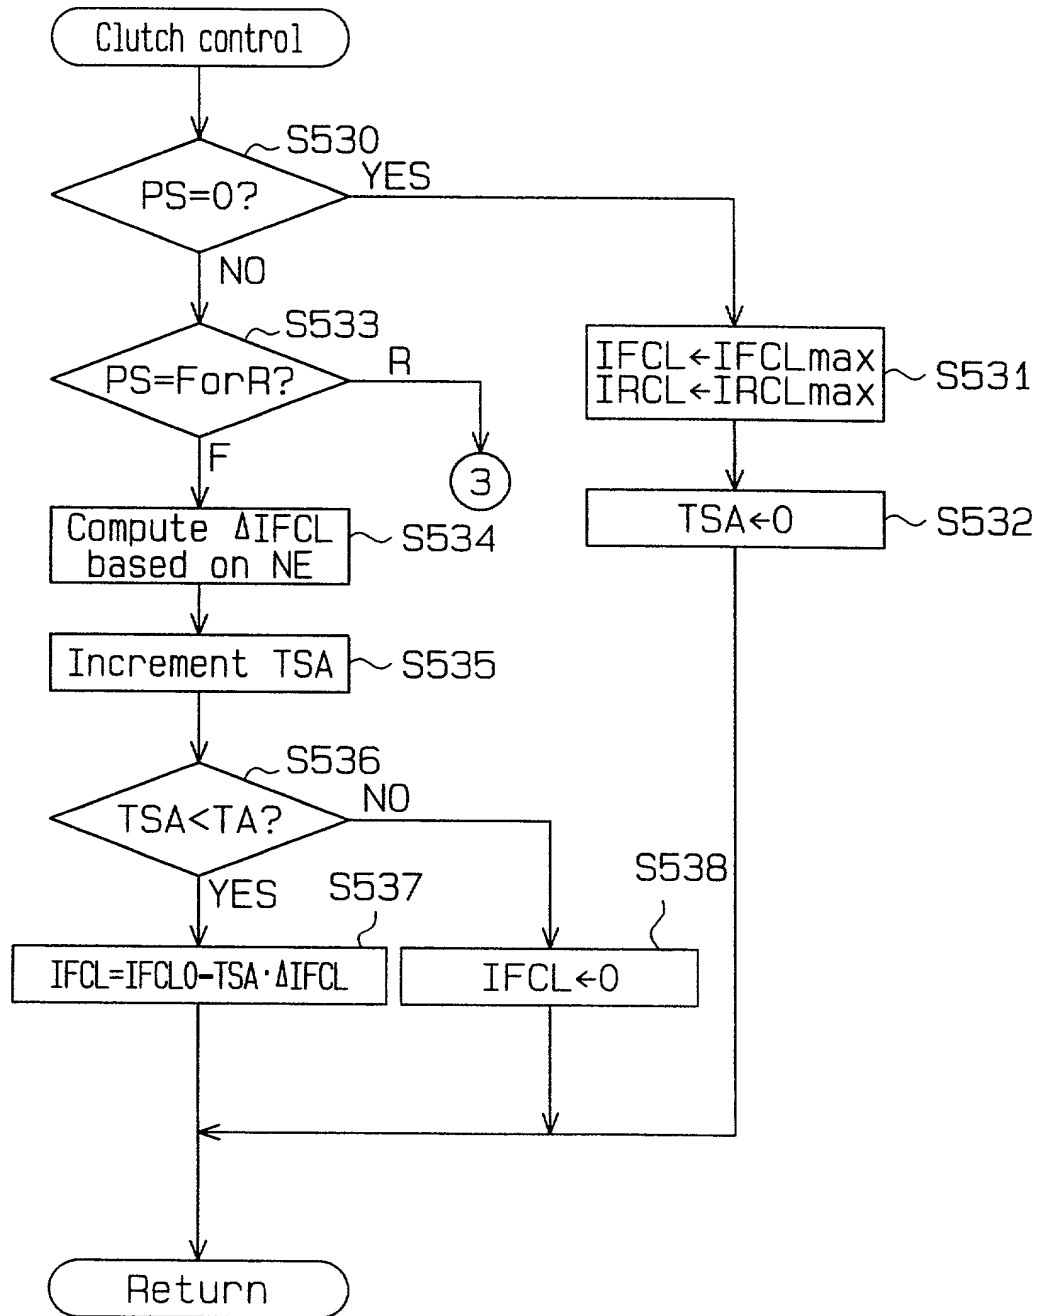 Clutch control
S530
PS=0?
YES
NO
S533
PS=ForR?
R
F
3
IFCL←IFCLmax
IRCL←IRCLmax
S531
TSA←0
S532
Compute ΔIFCL
based on NE
S534
Increment TSA
S535
S536
TSA<TA?
NO
YES
S537
IFCL=IFCL0-TSA·ΔIFCL
S538
IFCL←0
Return